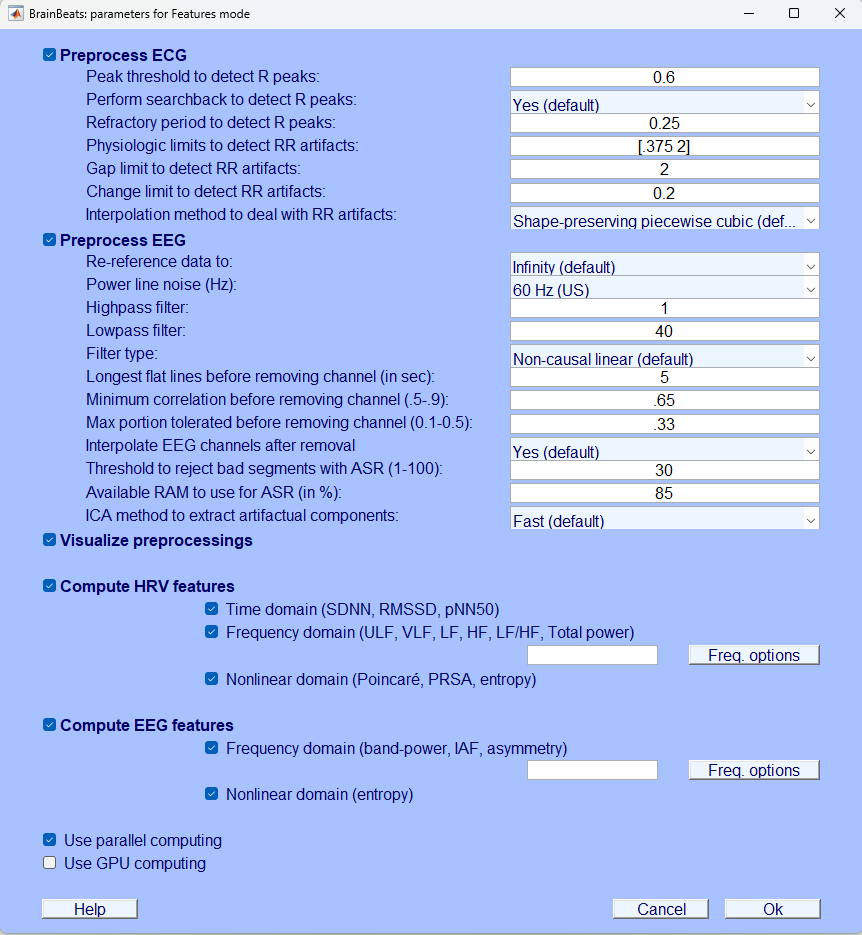 BrainBeats: parameters for Features mode
Preprocess ECG
Peak threshold to detect R peaks: 0.6
Perform searchback to detect R peaks: Yes (default)
Refractory period to detect R peaks: 0.25
Physiologic limits to detect RR artifacts: [.375 2]
Gap limit to detect RR artifacts: 2
Change limit to detect RR artifacts: 0.2
Interpolation method to deal with RR artifacts: Shape-preserving piecewise cubic (def...
Preprocess EEG
Re-reference data to: Infinity (default)
Power line noise (Hz): 60 Hz (US)
Highpass filter: 1
Lowpass filter: 40
Filter type: Non-causal linear (default)
Longest flat lines before removing channel (in sec): 5
Minimum correlation before removing channel (.5-.9): .65
Max portion tolerated before removing channel (0.1-0.5): .33
Interpolate EEG channels after removal Yes (default)
Threshold to reject bad segments with ASR (1-100): 30
Available RAM to use for ASR (in %): 85
ICA method to extract artifactual components: Fast (default)
Visualize preprocessings
Compute HRV features
Time domain (SDNN, RMSSD, pNN50)
Frequency domain (ULF, VLF, LF, HF, LF/HF, Total power)
Freq. options
Nonlinear domain (Poincaré, PRSA, entropy)
Compute EEG features
Frequency domain (band-power, IAF, asymmetry)
Freq. options
Nonlinear domain (entropy)
Use parallel computing
Use GPU computing
Help Cancel Ok